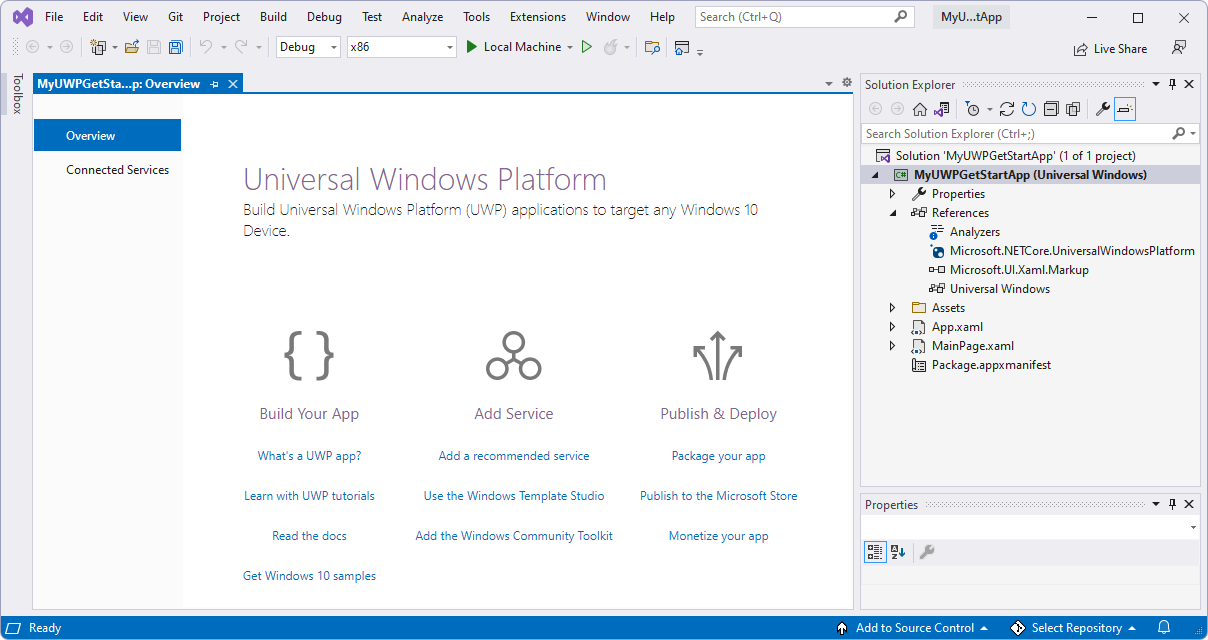 File Edit View Git Project Build Debug Test Analyze Tools Extensions Window Help Search (Ctrl+Q) MyU...tApp
Debug x86 Local Machine Live Share
Toolbox
MyUWPGetSta...p: Overview
Overview
Connected Services
Universal Windows Platform
Build Universal Windows Platform (UWP) applications to target any Windows 10
Device.
Build Your App
What's a UWP app?
Learn with UWP tutorials
Read the docs
Get Windows 10 samples
Add Service
Add a recommended service
Use the Windows Template Studio
Add the Windows Community Toolkit
Publish & Deploy
Package your app
Publish to the Microsoft Store
Monetize your app
Solution Explorer
Search Solution Explorer (Ctrl+;)
Solution 'MyUWPGetStartApp' (1 of 1 project)
C# MyUWPGetStartApp (Universal Windows)
Properties
References
Analyzers
Microsoft.NETCore.UniversalWindowsPlatform
Microsoft.UI.Xaml.Markup
Universal Windows
Assets
App.xaml
MainPage.xaml
Package.appxmanifest
Properties
Ready Add to Source Control Select Repository